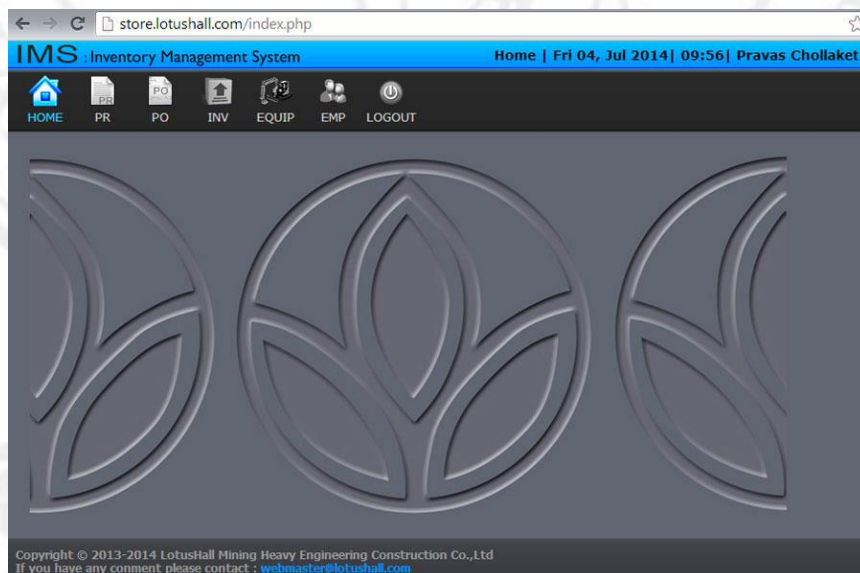 store.lotushall.com/index.php
IMS : Inventory Management System
Home | Fri 04, Jul 2014| 09:56| Pravas Chollaket
PR PO
HOME PR PO INV EQUIP EMP LOGOUT
Copyright © 2013-2014 LotusHall Mining Heavy Engineering Construction Co.,Ltd
If you have any conment please contact : webmaster@lotushall.com